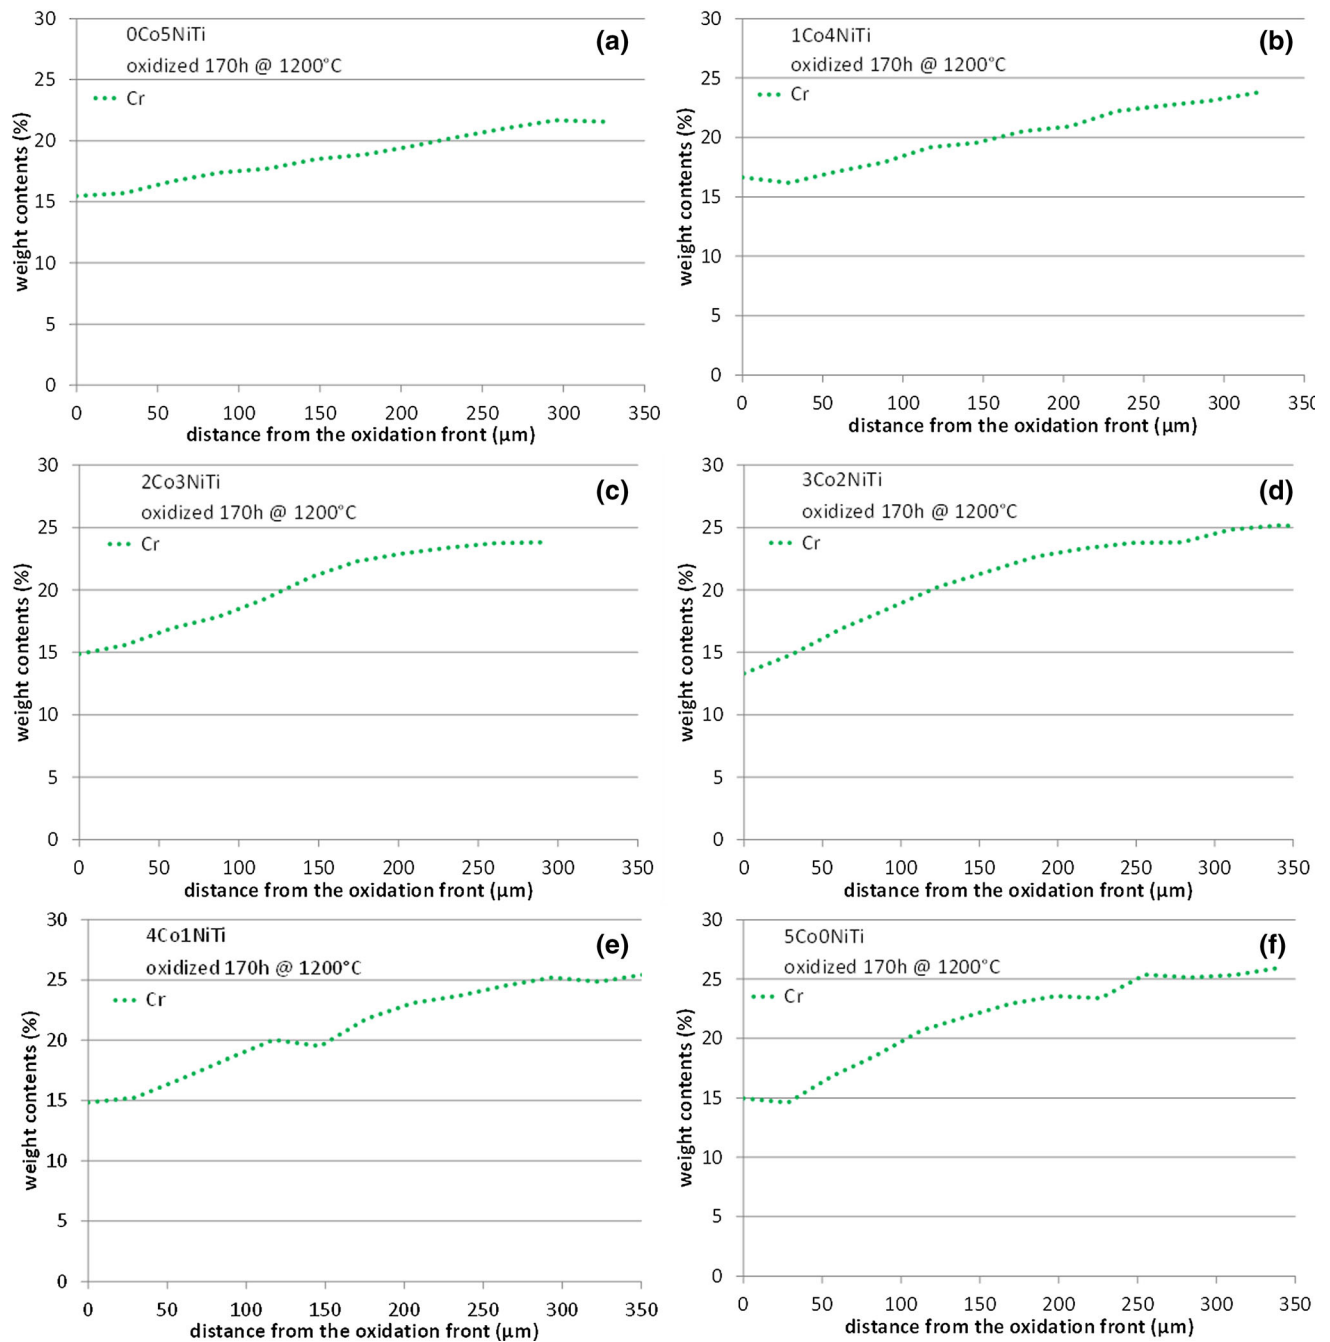 (a)
0Co5NiTi
oxidized 170h @ 1200°C
Cr
weight contents (%)
30
25
20
15
10
5
0
0 50 100 150 200 250 300 350
distance from the oxidation front (µm)
(b)
1Co4NiTi
oxidized 170h @ 1200°C
Cr
weight contents (%)
30
25
20
15
10
5
0
0 50 100 150 200 250 300 350
distance from the oxidation front (µm)
(c)
2Co3NiTi
oxidized 170h @ 1200°C
Cr
weight contents (%)
30
25
20
15
10
5
0
0 50 100 150 200 250 300 350
distance from the oxidation front (µm)
(d)
3Co2NiTi
oxidized 170h @ 1200°C
Cr
weight contents (%)
30
25
20
15
10
5
0
0 50 100 150 200 250 300 350
distance from the oxidation front (µm)
(e)
4Co1NiTi
oxidized 170h @ 1200°C
Cr
weight contents (%)
30
25
20
15
10
5
0
0 50 100 150 200 250 300 350
distance from the oxidation front (µm)
(f)
5Co0NiTi
oxidized 170h @ 1200°C
Cr
weight contents (%)
30
25
20
15
10
5
0
0 50 100 150 200 250 300 350
distance from the oxidation front (µm)